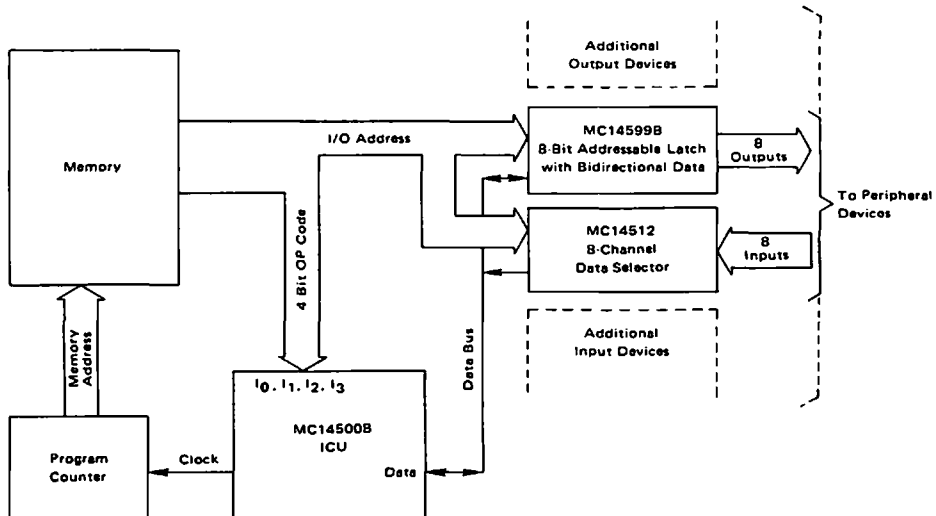 Additional
Output Devices
Memory
I/O Address
MC14599B
8-Bit Addressable Latch
with Bidirectional Data
8
Outputs
To Peripheral
Devices
4 Bit OP Code
MC14512
8-Channel
Data Selector
8
Inputs
Memory
Address
Data Bus
Additional
Input Devices
I0, I1, I2, I3
MC14500B
ICU
Program
Counter
Clock
Data